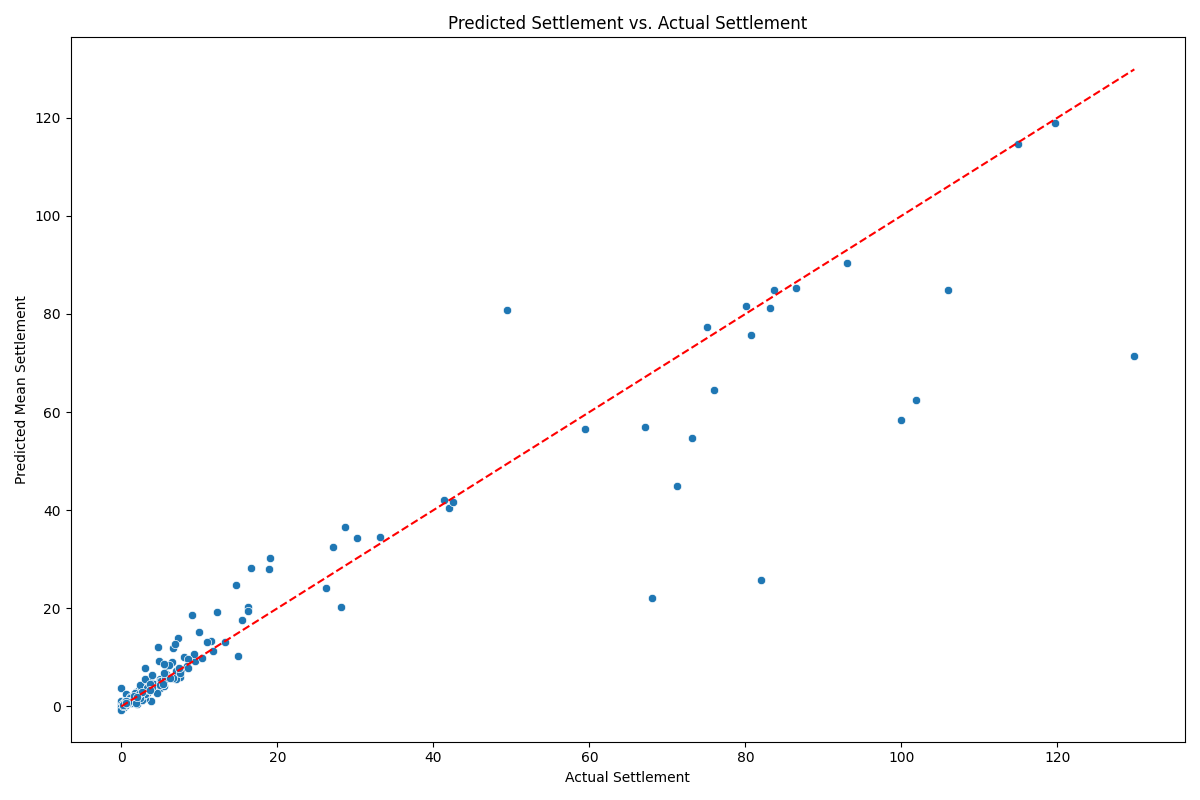 Predicted Settlement vs. Actual Settlement
120
100
80
60
40
20
0
Predicted Mean Settlement
0 20 40 60 80 100 120
Actual Settlement